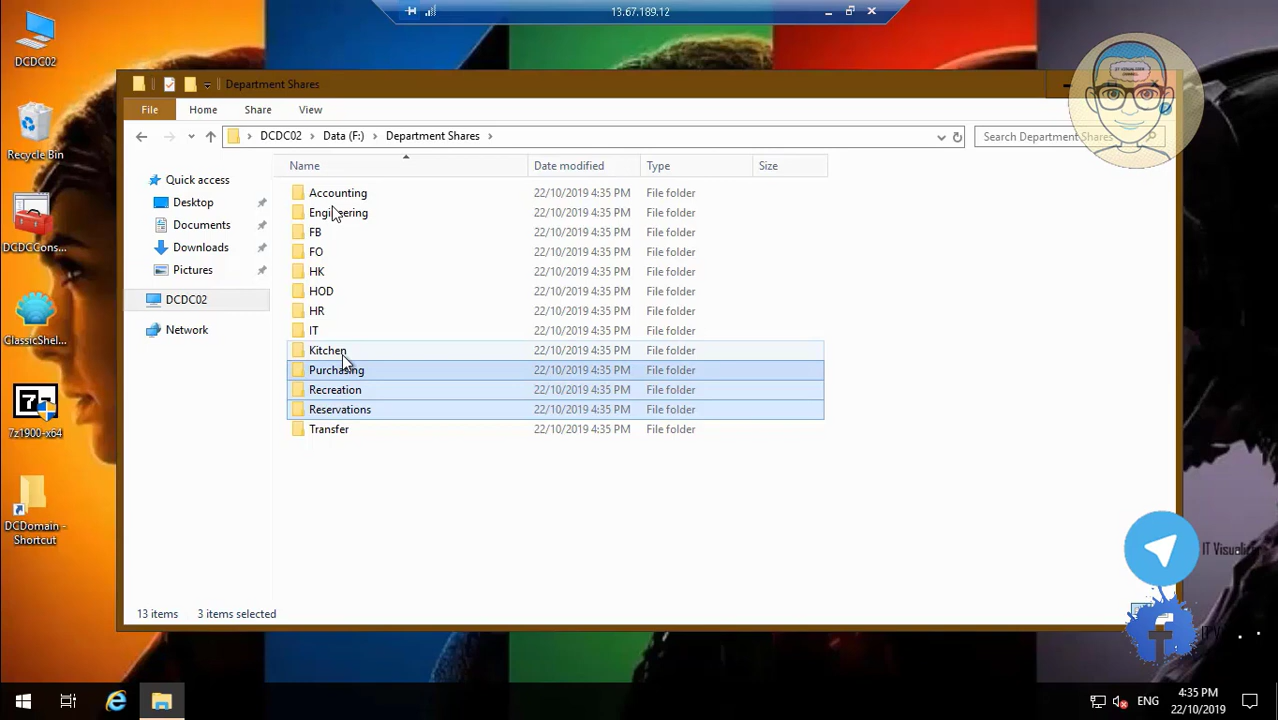 13.67.189.12
DCDC02
Recycle Bin
DCDCCons...
ClassicShel...
7z1900-x64
DCDomain -
Shortcut
Department Shares
File
Home
Share
View
DCDC02
Data (F:)
Department Shares
Search Department Shares
Quick access
Desktop
Documents
Downloads
Pictures
DCDC02
Network
Name
Date modified
Type
Size
Accounting 22/10/2019 4:35 PM File folder
Engineering 22/10/2019 4:35 PM File folder
FB 22/10/2019 4:35 PM File folder
FO 22/10/2019 4:35 PM File folder
HK 22/10/2019 4:35 PM File folder
HOD 22/10/2019 4:35 PM File folder
HR 22/10/2019 4:35 PM File folder
IT 22/10/2019 4:35 PM File folder
Kitchen 22/10/2019 4:35 PM File folder
Purchasing 22/10/2019 4:35 PM File folder
Recreation 22/10/2019 4:35 PM File folder
Reservations 22/10/2019 4:35 PM File folder
Transfer 22/10/2019 4:35 PM File folder
13 items
3 items selected
IT VISUALIZER
CHANNEL
ENG
4:35 PM
22/10/2019